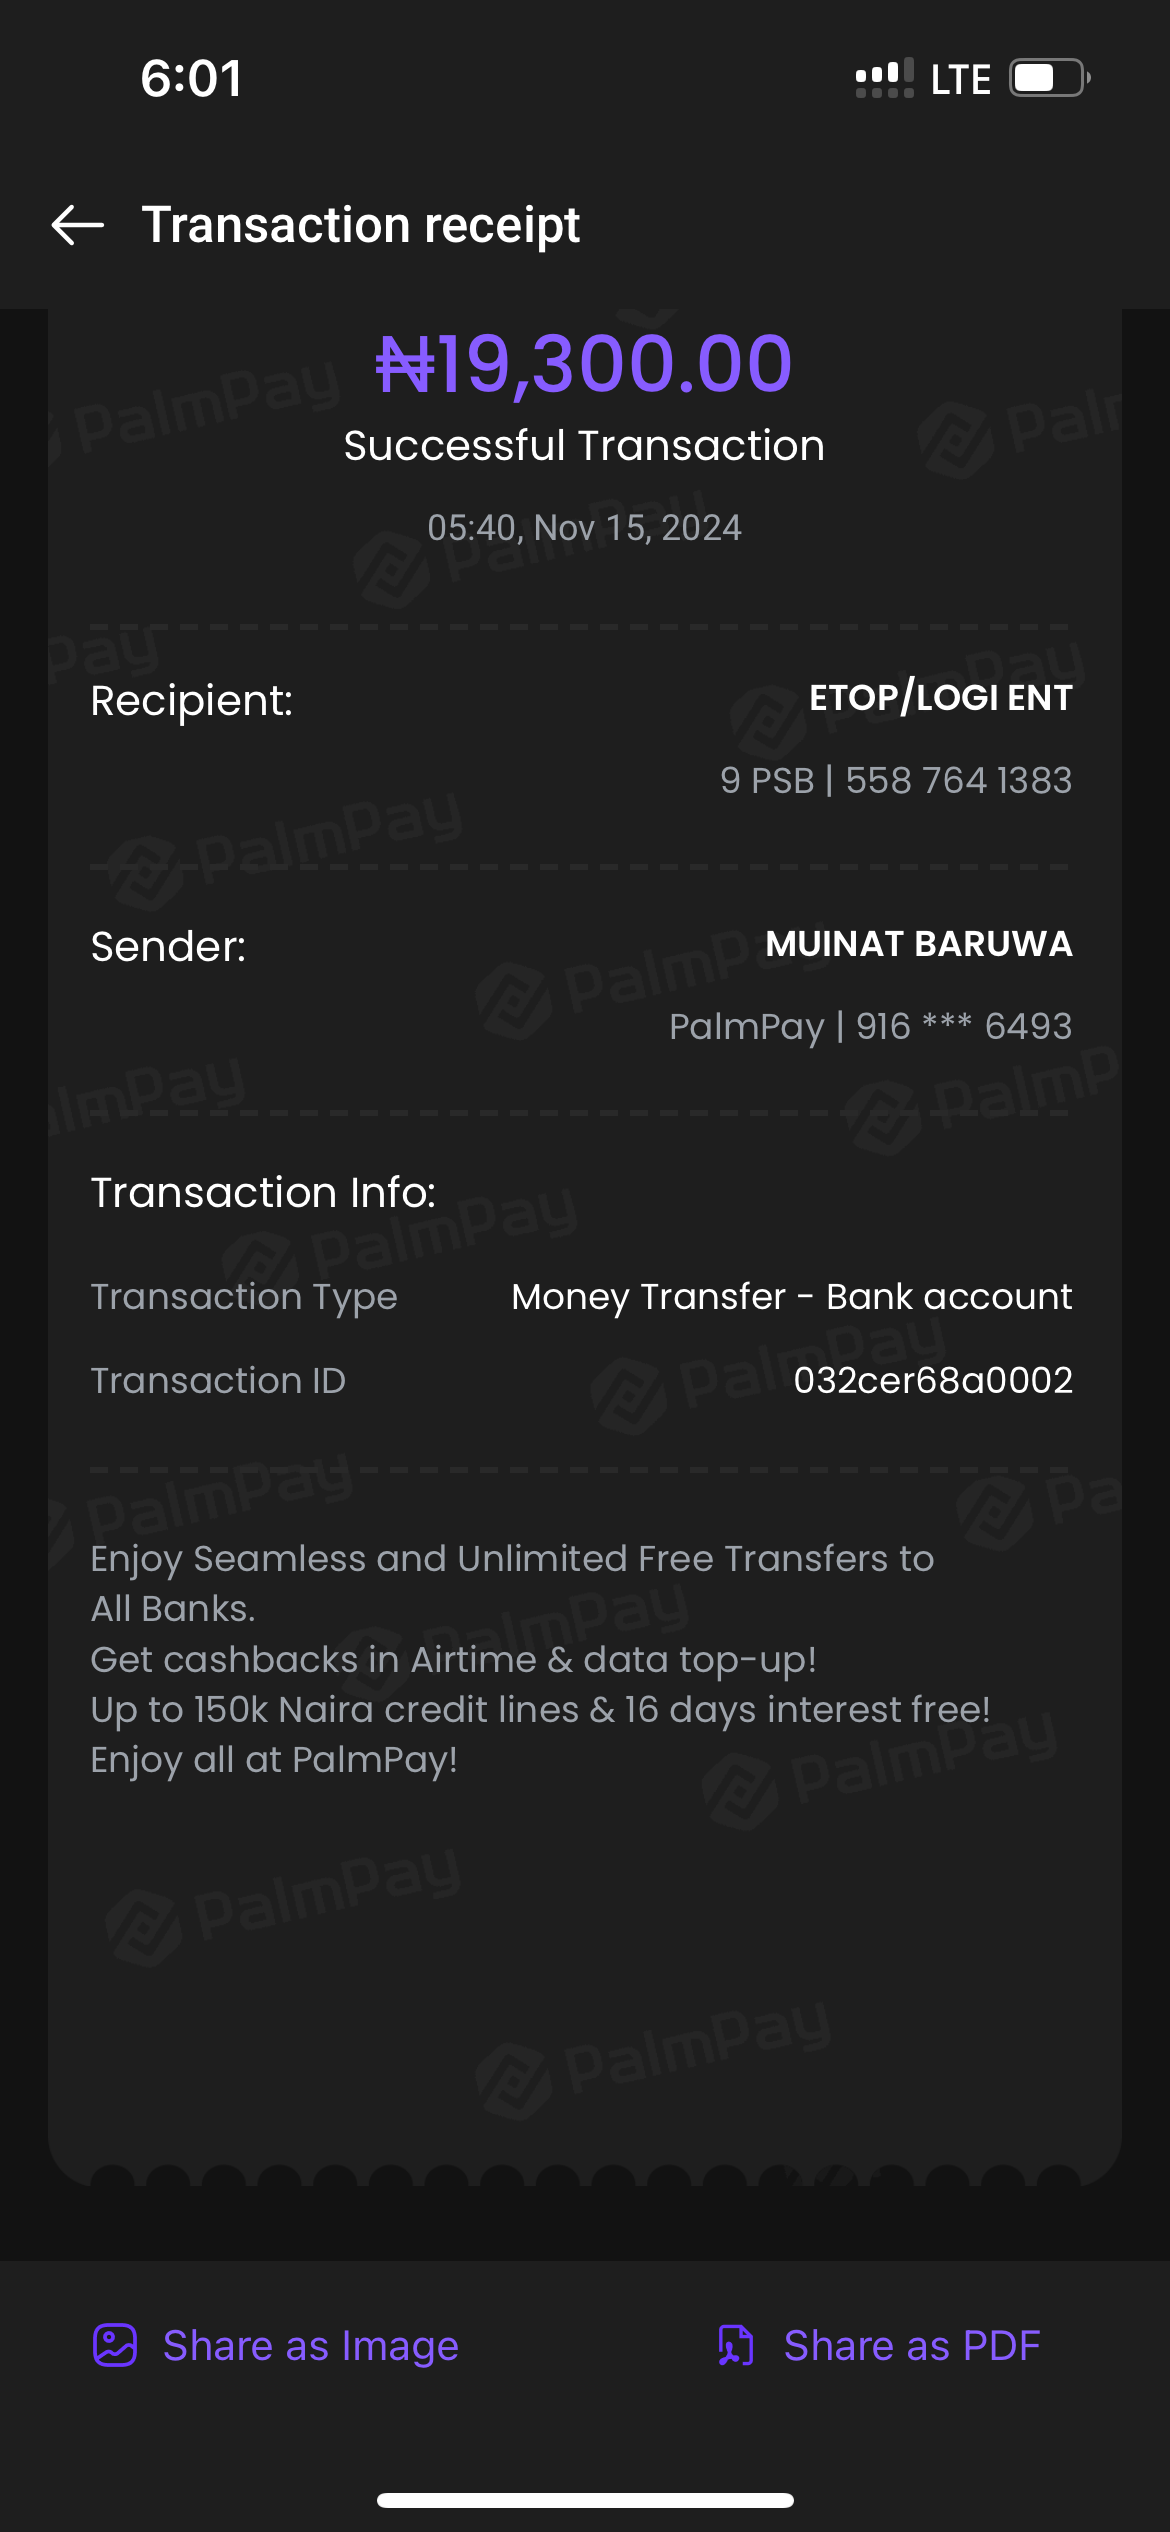 6:01
LTE
Transaction receipt
₦19,300.00
Successful Transaction
05:40, Nov 15, 2024
Recipient:
ETOP/LOGI ENT
9 PSB | 558 764 1383
Sender:
MUINAT BARUWA
PalmPay | 916 *** 6493
Transaction Info:
Transaction Type
Money Transfer - Bank account
Transaction ID
032cer68a0002
Enjoy Seamless and Unlimited Free Transfers to
All Banks.
Get cashbacks in Airtime & data top-up!
Up to 150k Naira credit lines & 16 days interest free!
Enjoy all at PalmPay!
PalmPay
Share as Image
Share as PDF